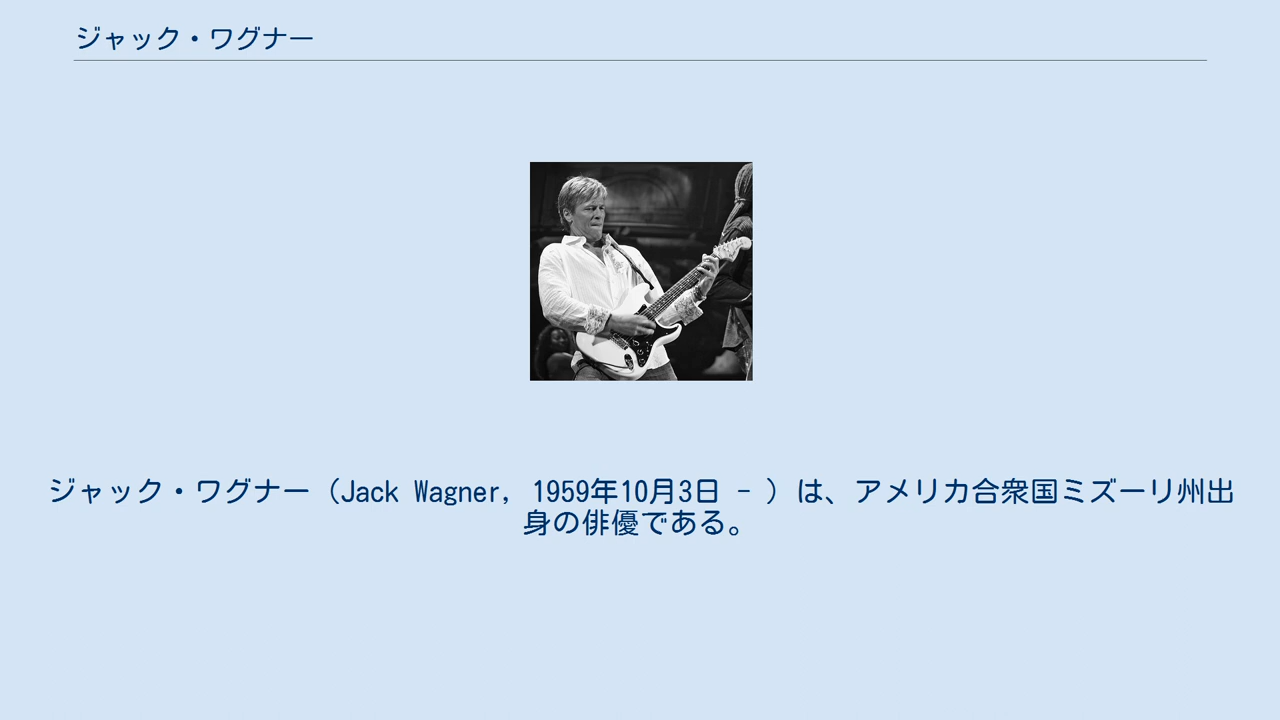 ジャック・ワグナー
ジャック・ワグナー（Jack Wagner, 1959年10月3日 - ）は、アメリカ合衆国ミズーリ州出
身の俳優である。